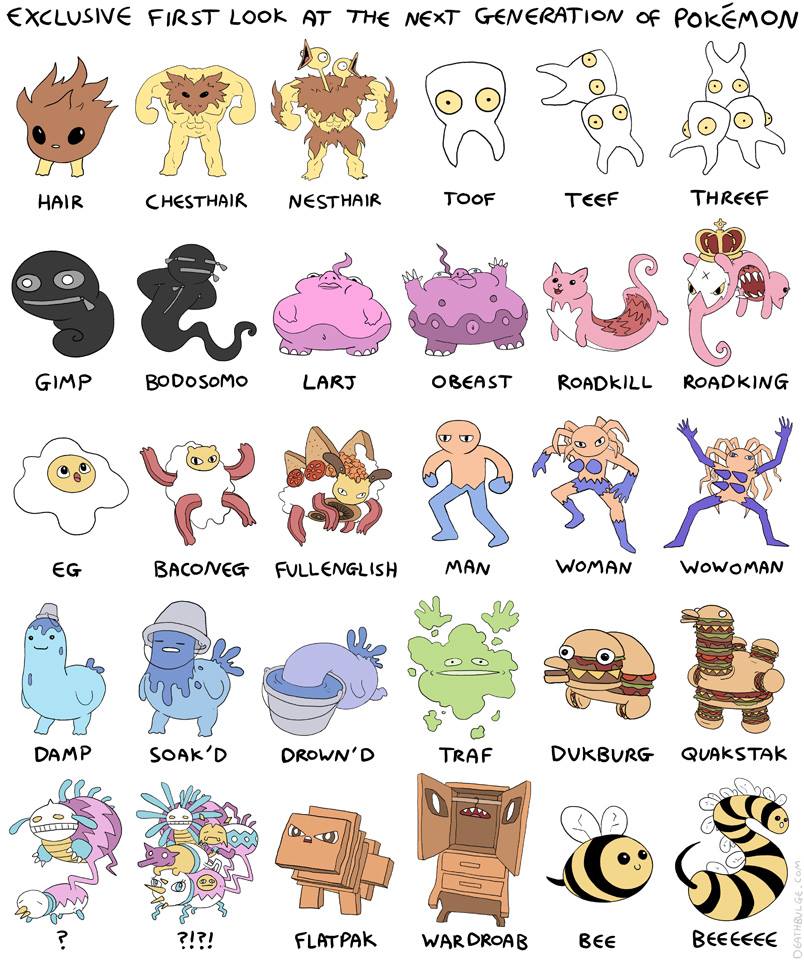 EXCLUSIVE FIRST LOOK AT THE NEXT GENERATION OF POKÉMON
HAIR CHESTHAIR NESTHAIR TOOF TEEF THREEF
GIMP BODOSOMO LARJ OBEAST ROADKILL ROADKING
EG BACONEG FULLENGLISH MAN WOMAN WOWOMAN
DAMP SOAK'D DROWN'D TRAF DUKBURG QUAKSTAK
? ?!?! FLATPAK WARDROAB BEE BEEEEEE
DEATHBULGE.COM